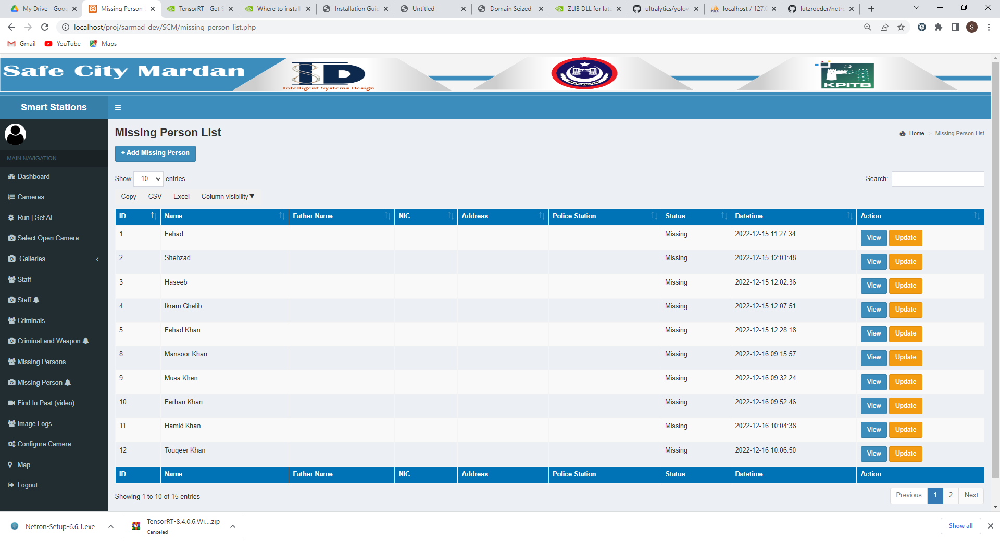 My Drive - Goog
Missing Person
TensorRT - Get S
Where to install
Installation Guid
Untitled
Domain Seized
ZLIB DLL for late
ultralytics/yolov
localhost / 127.0
lutzroeder/netro
localhost/proj/sarmad-dev/SCM/missing-person-list.php
S
Gmail
YouTube
Maps
Safe City Mardan
ISD
Intelligent Systems Design
KPITB
Smart Stations
Missing Person List
Home > Missing Person List
+ Add Missing Person
MAIN NAVIGATION
Dashboard
Cameras
Run | Set AI
Select Open Camera
Galleries
Staff
Staff
Criminals
Criminal and Weapon
Missing Persons
Missing Person
Find In Past (video)
Image Logs
Configure Camera
Map
Logout
Show 10 entries
Search:
Copy CSV Excel Column visibility▼
ID Name Father Name NIC Address Police Station Status Datetime Action
1 Fahad Missing 2022-12-15 11:27:34 View Update
2 Shehzad Missing 2022-12-15 12:01:48 View Update
3 Haseeb Missing 2022-12-15 12:02:36 View Update
4 Ikram Ghalib Missing 2022-12-15 12:07:51 View Update
5 Fahad Khan Missing 2022-12-15 12:28:18 View Update
8 Mansoor Khan Missing 2022-12-16 09:15:57 View Update
9 Musa Khan Missing 2022-12-16 09:32:24 View Update
10 Farhan Khan Missing 2022-12-16 09:52:46 View Update
11 Hamid Khan Missing 2022-12-16 10:04:38 View Update
12 Touqeer Khan Missing 2022-12-16 10:06:50 View Update
ID Name Father Name NIC Address Police Station Status Datetime Action
Showing 1 to 10 of 15 entries
Previous 1 2 Next
Netron-Setup-6.6.1.exe
TensorRT-8.4.0.6.Wi....zip
Canceled
Show all